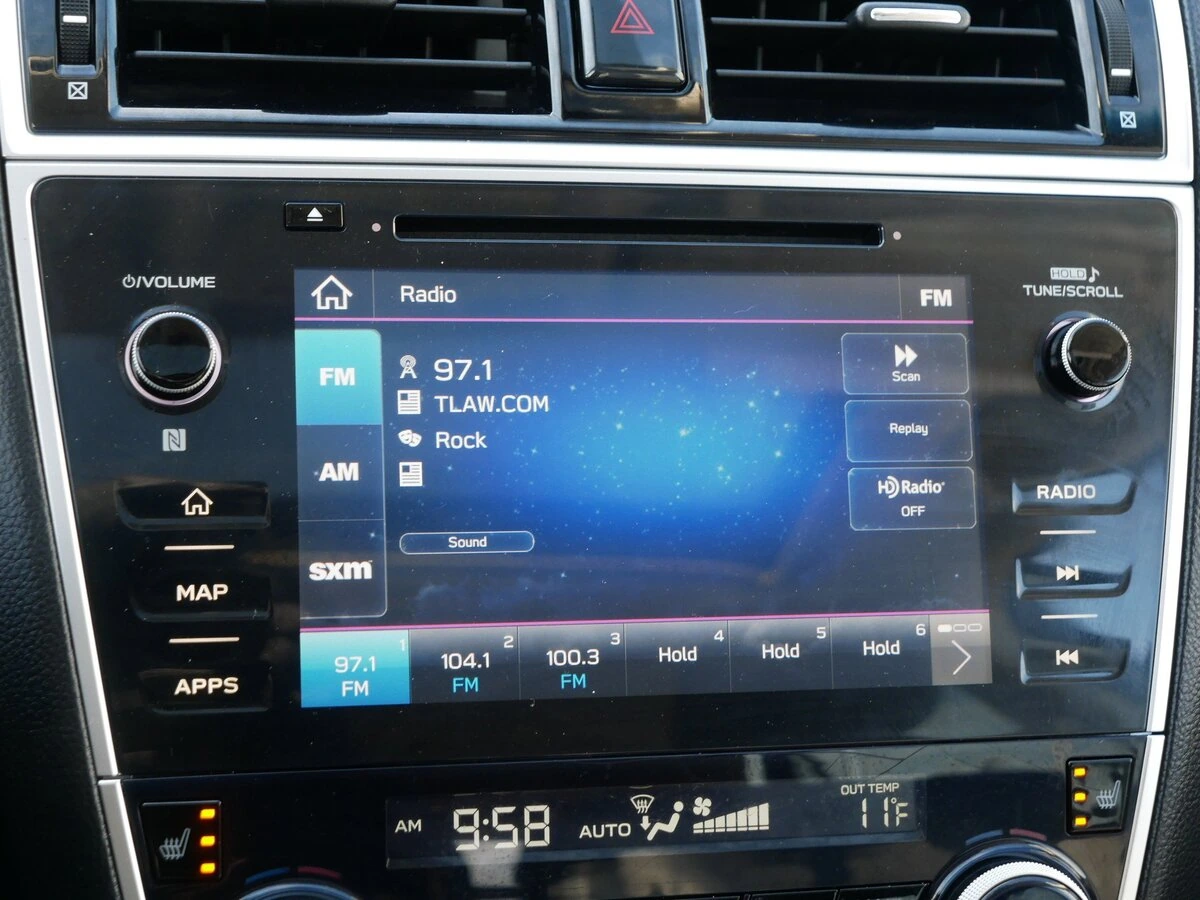 ⏻/VOLUME
HOLD ♪
TUNE/SCROLL
Radio
FM
FM
97.1
Scan
TLAW.COM
Replay
AM
Rock
HD Radio
OFF
RADIO
Sound
MAP
sxm
1
97.1
FM
2
104.1
FM
3
100.3
FM
4
Hold
5
Hold
6
Hold
APPS
AM
9:58
AUTO
OUT TEMP
11°F